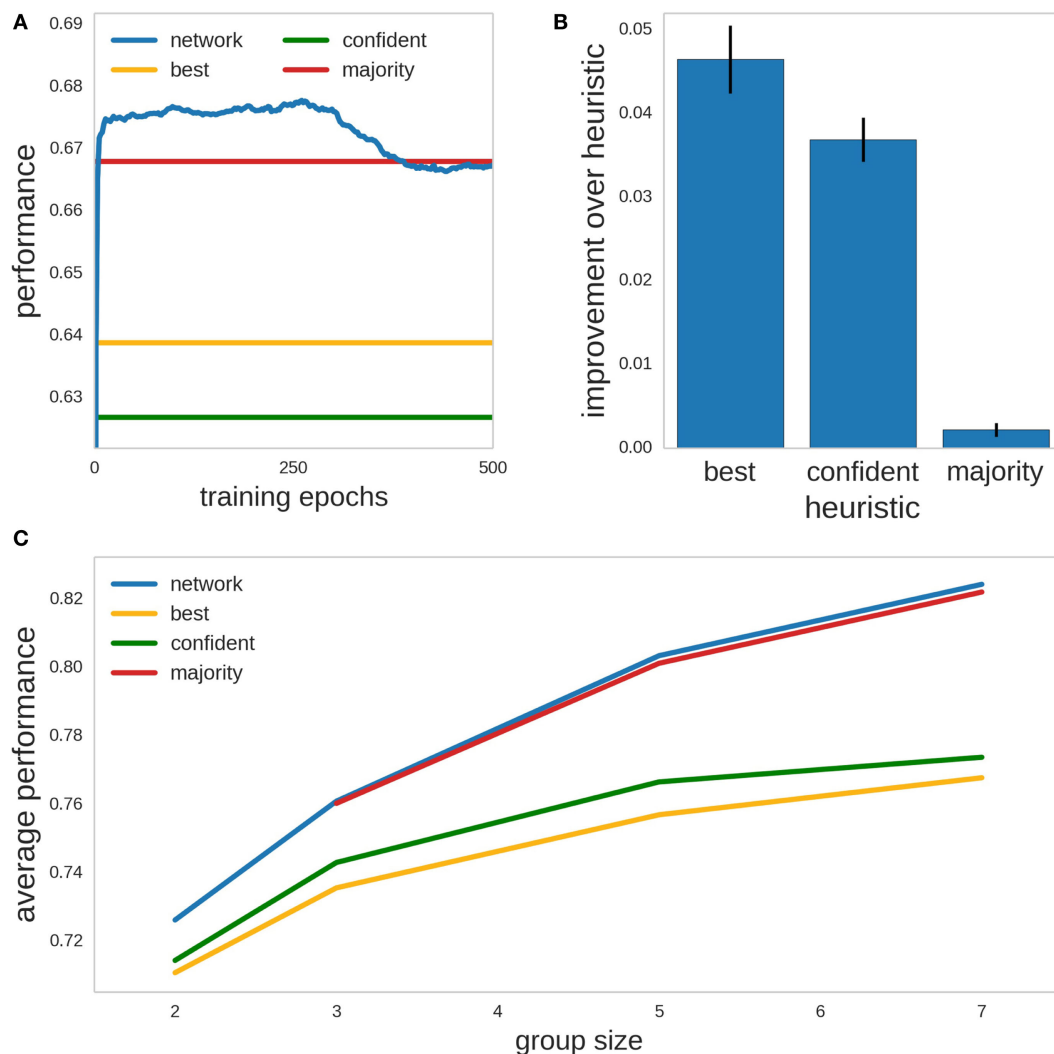 A
0.69
0.68
0.67
0.66
0.65
0.64
0.63
performance
network
best
confident
majority
0 250 500
training epochs
B
0.05
0.04
0.03
0.02
0.01
0.00
improvement over heuristic
best confident majority
heuristic
C
0.82
0.80
0.78
0.76
0.74
0.72
average performance
network
best
confident
majority
2 3 4 5 6 7
group size